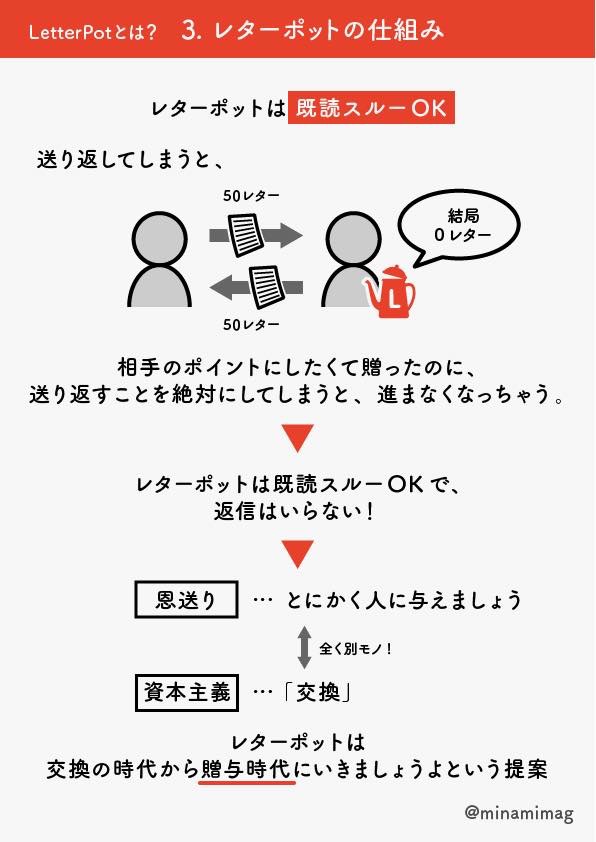 LetterPotとは？ 3. レターポットの仕組み
レターポットは 既読スルーOK
送り返してしまうと、
50レター
結局
0レター
L
50レター
相手のポイントにしたくて贈ったのに、
送り返すことを絶対にしてしまうと、進まなくなっちゃう。
レターポットは既読スルーOKで、
返信はいらない！
恩送り … とにかく人に与えましょう
全く別モノ！
資本主義 …「交換」
レターポットは
交換の時代から贈与時代にいきましょうよという提案
@minamimag